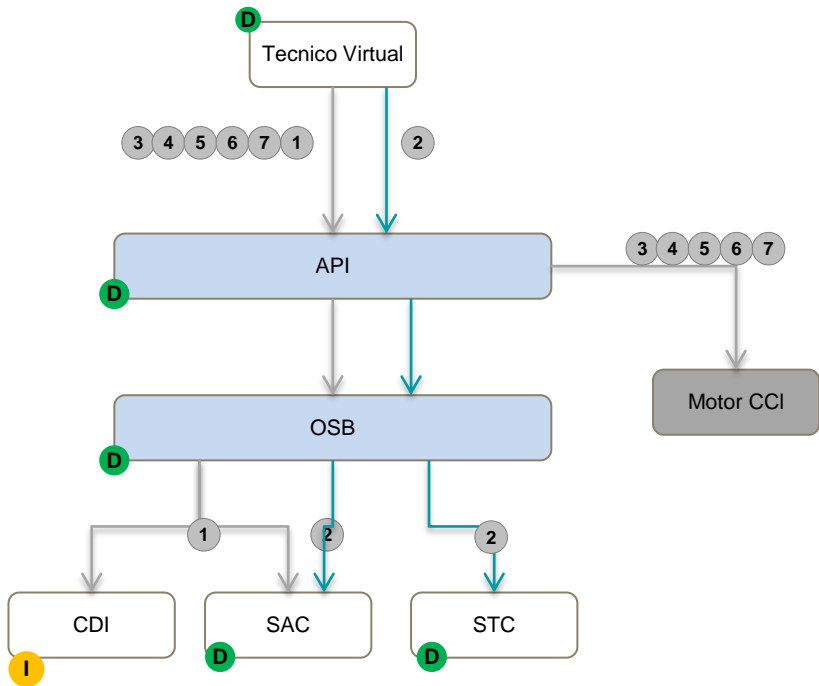 D
Tecnico Virtual
3 4 5 6 7 1
2
3 4 5 6 7
API
D
Motor CCI
OSB
D
1
2
2
CDI
SAC
STC
I
D
D